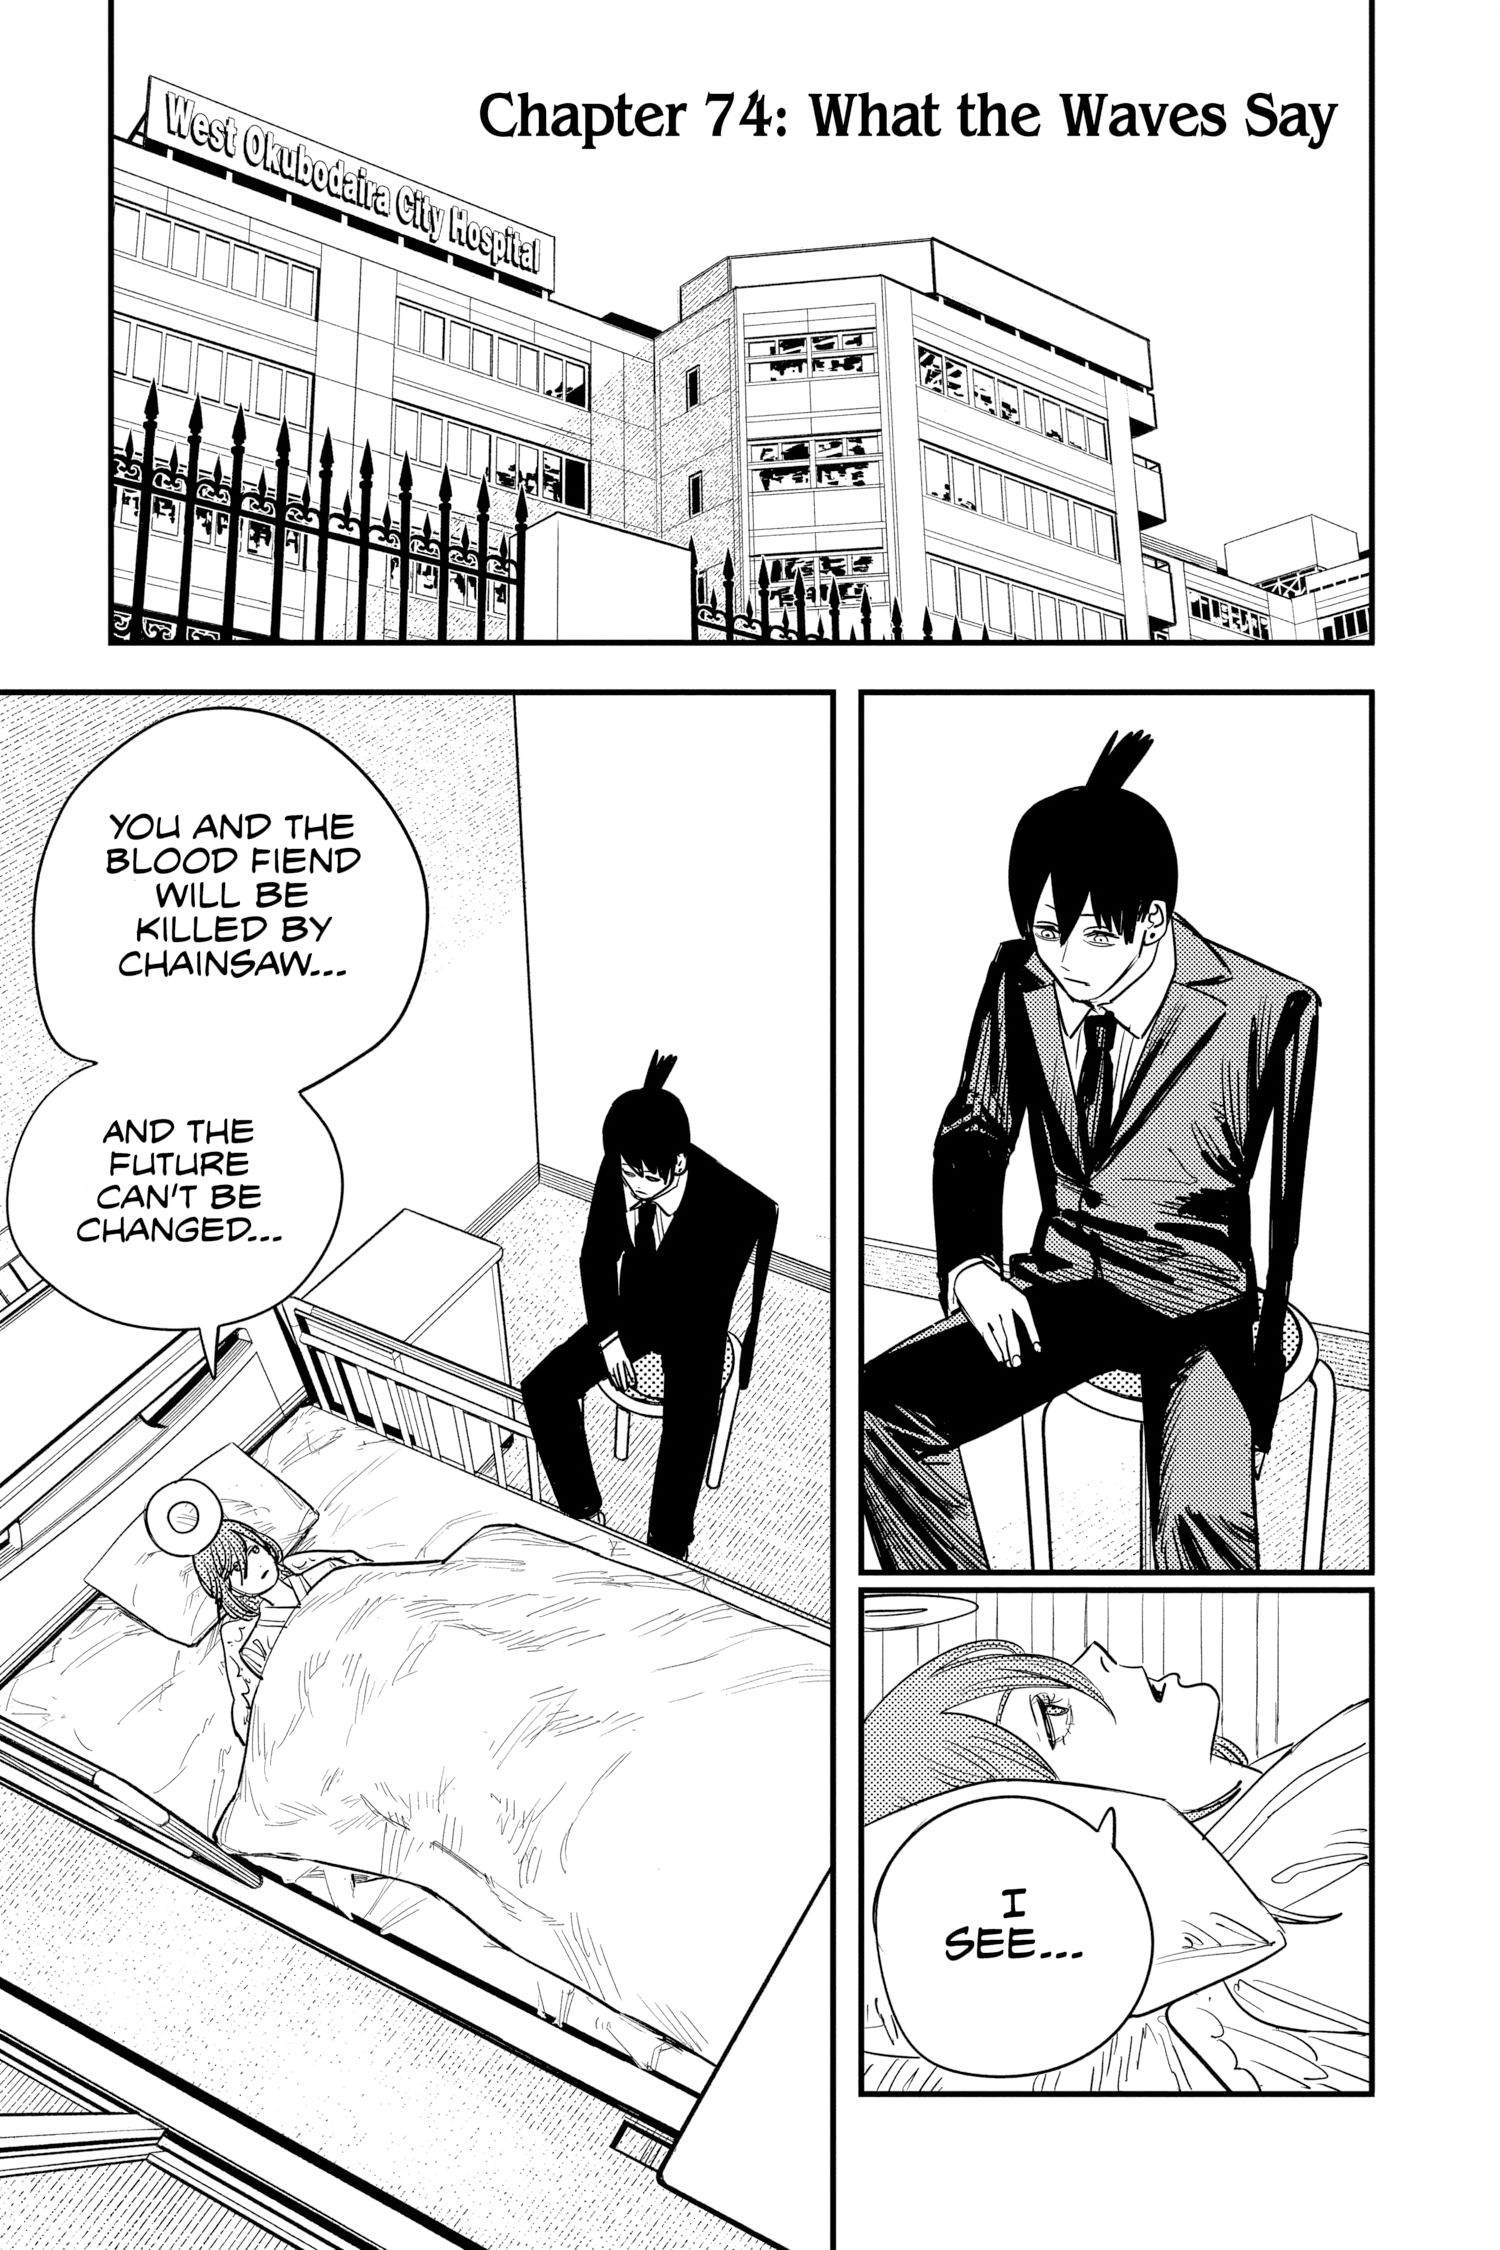 Chapter 74: What the Waves Say
West Okubodaira City Hospital
I
SEE...
YOU AND THE
BLOOD FIEND
WILL BE
KILLED BY
CHAINSAW...
AND THE
FUTURE
CAN'T BE
CHANGED...